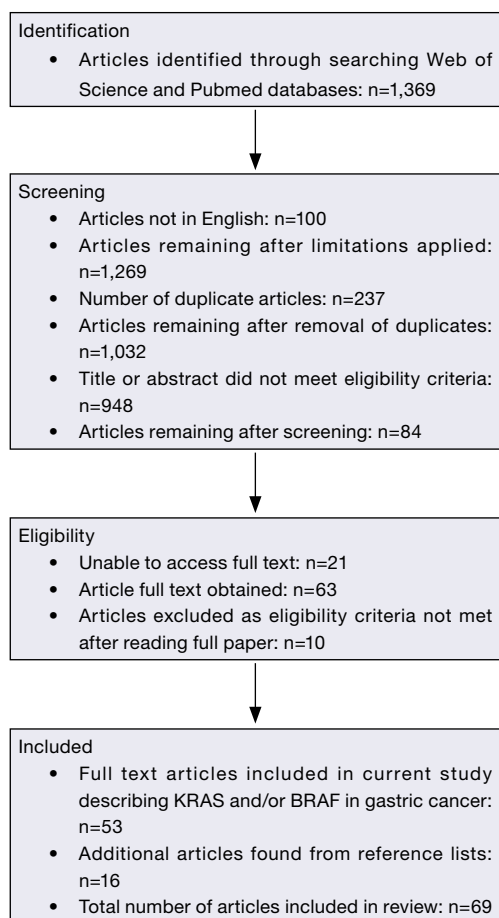 Identification
• Articles identified through searching Web of
Science and Pubmed databases: n=1,369
Screening
• Articles not in English: n=100
• Articles remaining after limitations applied:
n=1,269
• Number of duplicate articles: n=237
• Articles remaining after removal of duplicates:
n=1,032
• Title or abstract did not meet eligibility criteria:
n=948
• Articles remaining after screening: n=84
Eligibility
• Unable to access full text: n=21
• Article full text obtained: n=63
• Articles excluded as eligibility criteria not met
after reading full paper: n=10
Included
• Full text articles included in current study
describing KRAS and/or BRAF in gastric cancer:
n=53
• Additional articles found from reference lists:
n=16
• Total number of articles included in review: n=69